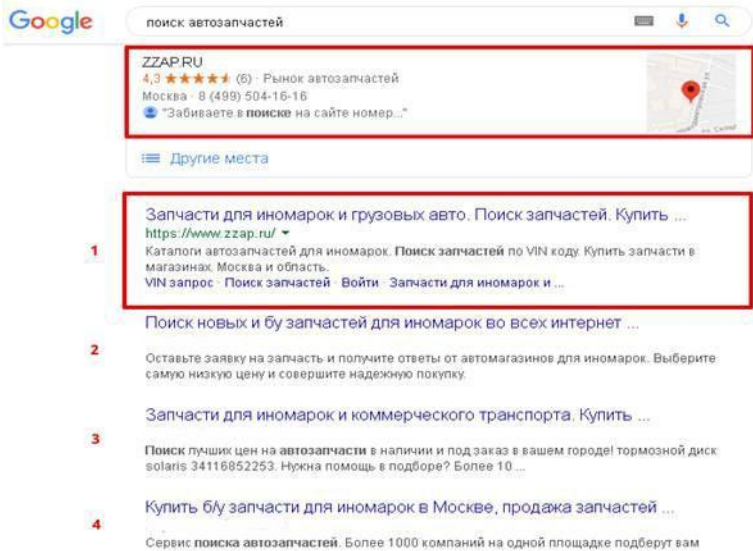 Google
поиск автозапчастей
ZZAP.RU
4,3 (6) · Рынок автозапчастей
Москва · 8 (499) 504-16-16
"Забиваете в поиске на сайте номер..."
Другие места
Запчасти для иномарок и грузовых авто. Поиск запчастей. Купить ...
https://www.zzap.ru/
1
Каталоги автозапчастей для иномарок. Поиск запчастей по VIN коду. Купить запчасти в
магазинах. Москва и область.
VIN запрос · Поиск запчастей · Войти · Запчасти для иномарок и ...
Поиск новых и бу запчастей для иномарок во всех интернет ...
2
Оставьте заявку на запчасть и получите ответы от автомагазинов для иномарок. Выберите
самую низкую цену и совершите надежную покупку.
Запчасти для иномарок и коммерческого транспорта. Купить ...
3
Поиск лучших цен на автозапчасти в наличии и под заказ в вашем городе! тормозной диск
solaris 34116852253. Нужна помощь в подборе? Более 10 ...
Купить б/у запчасти для иномарок в Москве, продажа запчастей ...
4
Сервис поиска автозапчастей. Более 1000 компаний на одной площадке подберут вам